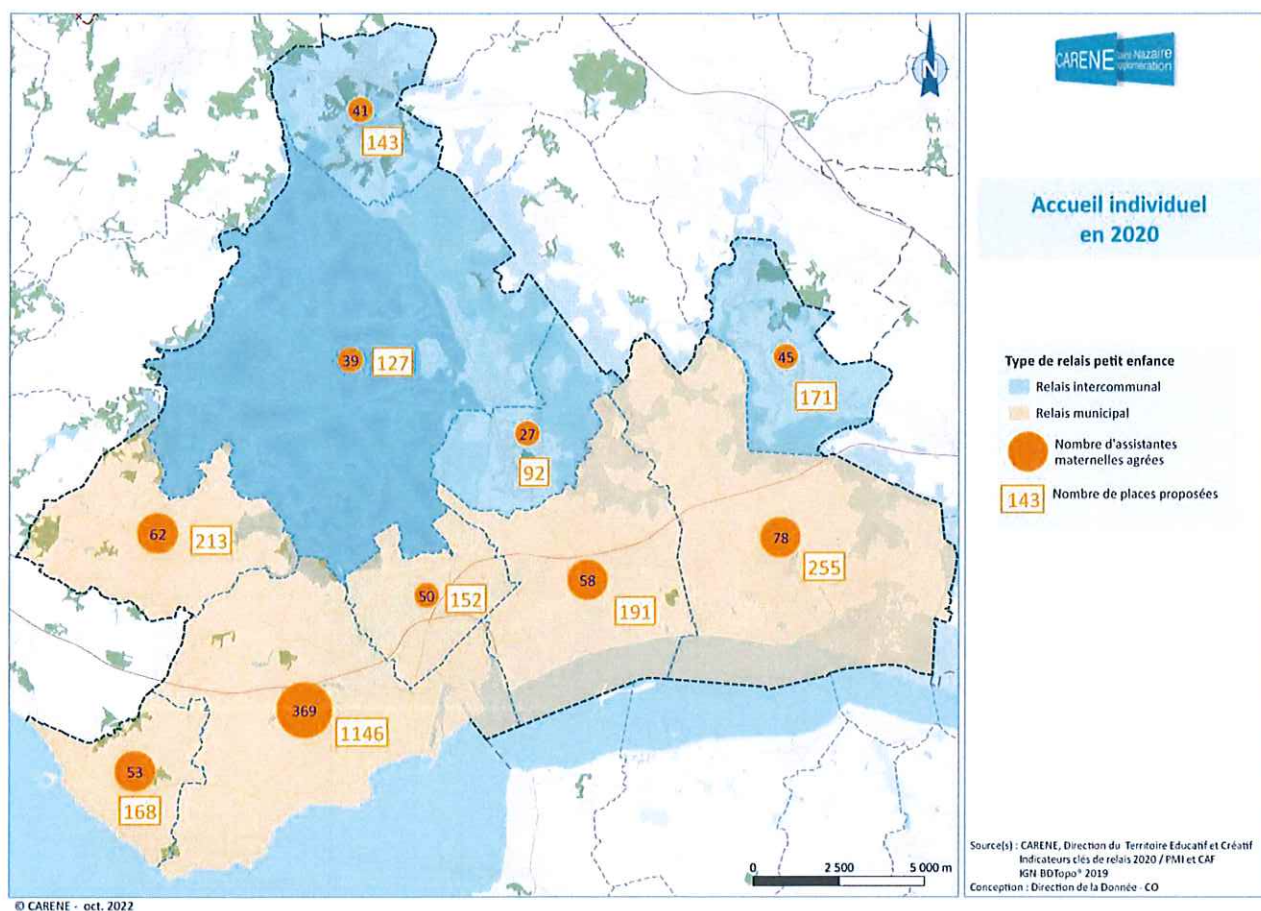 41
143
39
127
27
92
45
171
62
213
50
152
58
191
78
255
369
1146
53
168
N
0 2 500 5 000 m
© CARENE - oct. 2022
CARENE Saint-Nazaire
agglomération
Accueil individuel
en 2020
Type de relais petit enfance
Relais intercommunal
Relais municipal
Nombre d'assistantes
maternelles agrées
143 Nombre de places proposées
Source(s) : CARENE, Direction du Territoire Educatif et Créatif
Indicateurs clés de relais 2020 / PMI et CAF
IGN BDTopo® 2019
Conception : Direction de la Donnée - CO